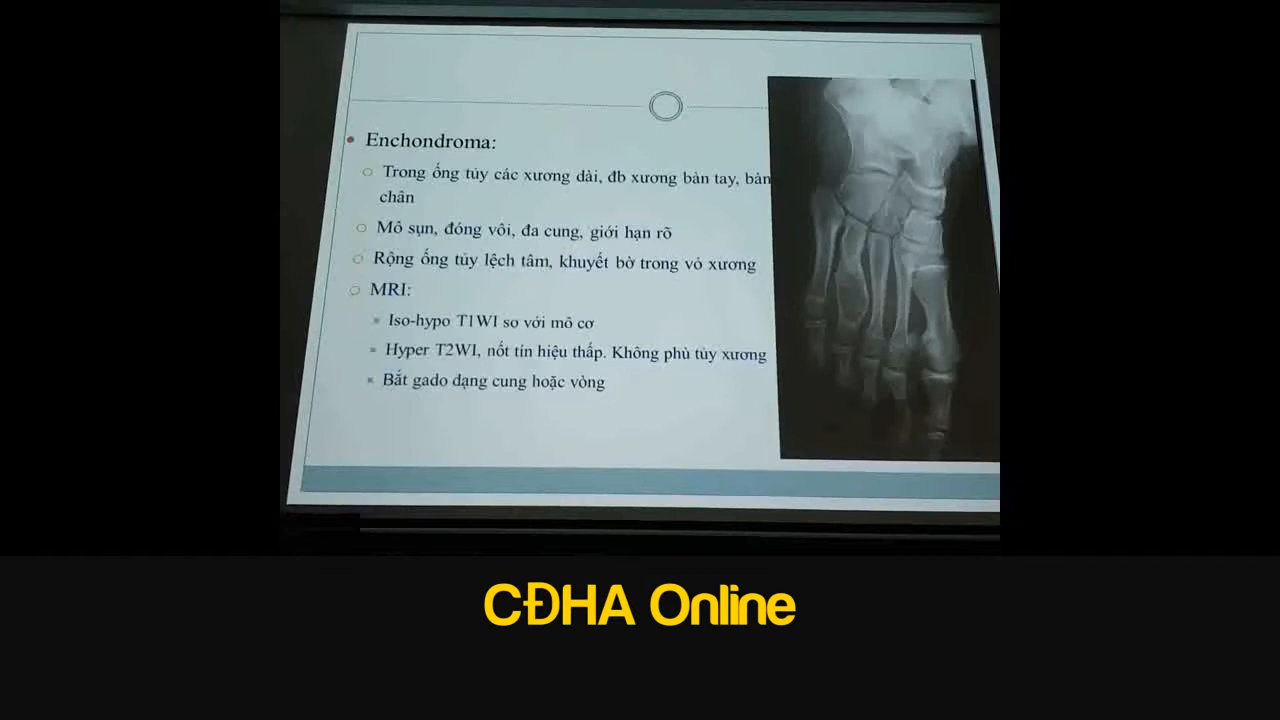 Enchondroma:
Trong ống tủy các xương dài, đb xương bàn tay, bàn
chân
Mô sụn, đóng vôi, đa cung, giới hạn rõ
Rộng ống tủy lệch tâm, khuyết bờ trong vỏ xương
MRI:
Iso-hypo T1WI so với mô cơ
Hyper T2WI, nốt tín hiệu thấp. Không phù tủy xương
Bắt gado dạng cung hoặc vòng
CĐHA Online